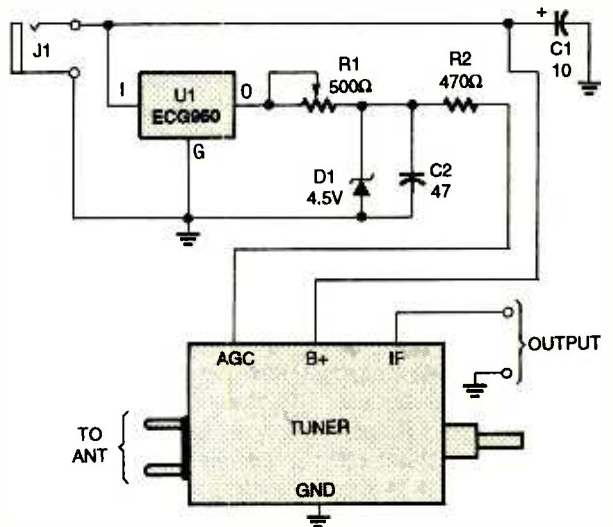 J1
I
U1
ECG960
O
G
R1
500Ω
R2
470Ω
+
C1
10
D1
4.5V
C2
47
AGC
B+
IF
OUTPUT
TO
ANT
TUNER
GND